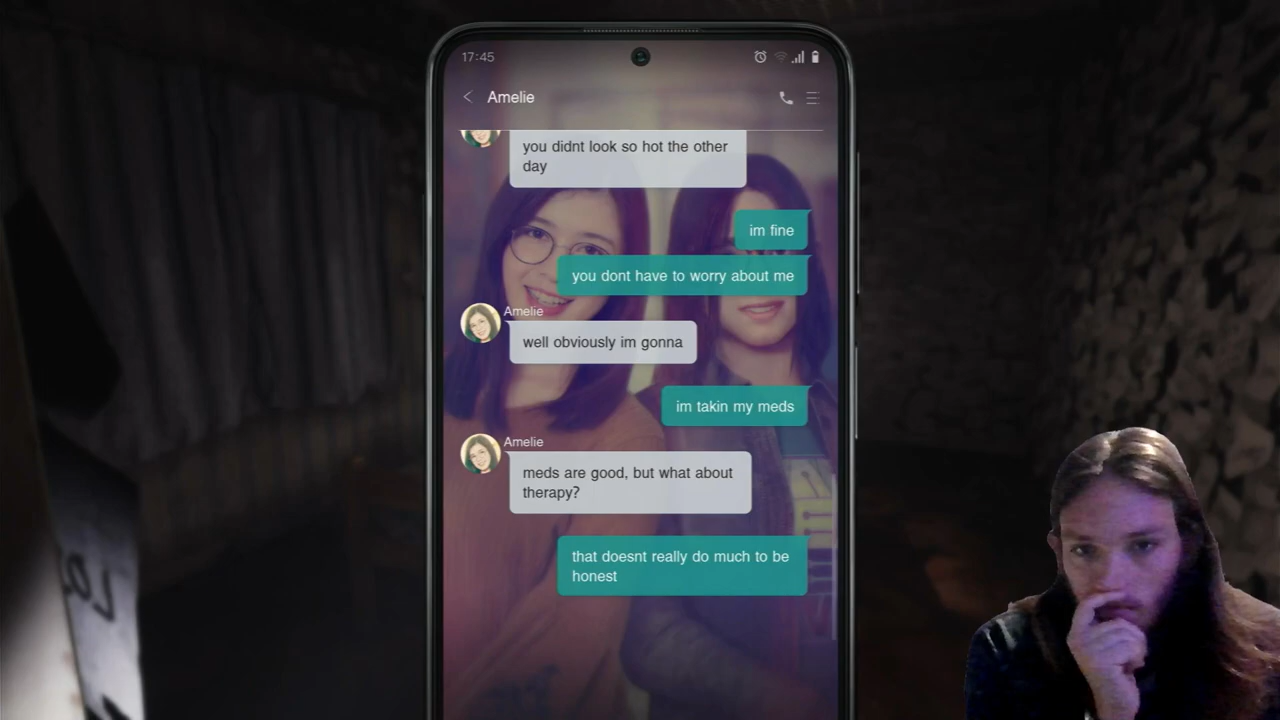 17:45
Amelie
you didnt look so hot the other
day
im fine
you dont have to worry about me
Amelie
well obviously im gonna
im takin my meds
Amelie
meds are good, but what about
therapy?
that doesnt really do much to be
honest